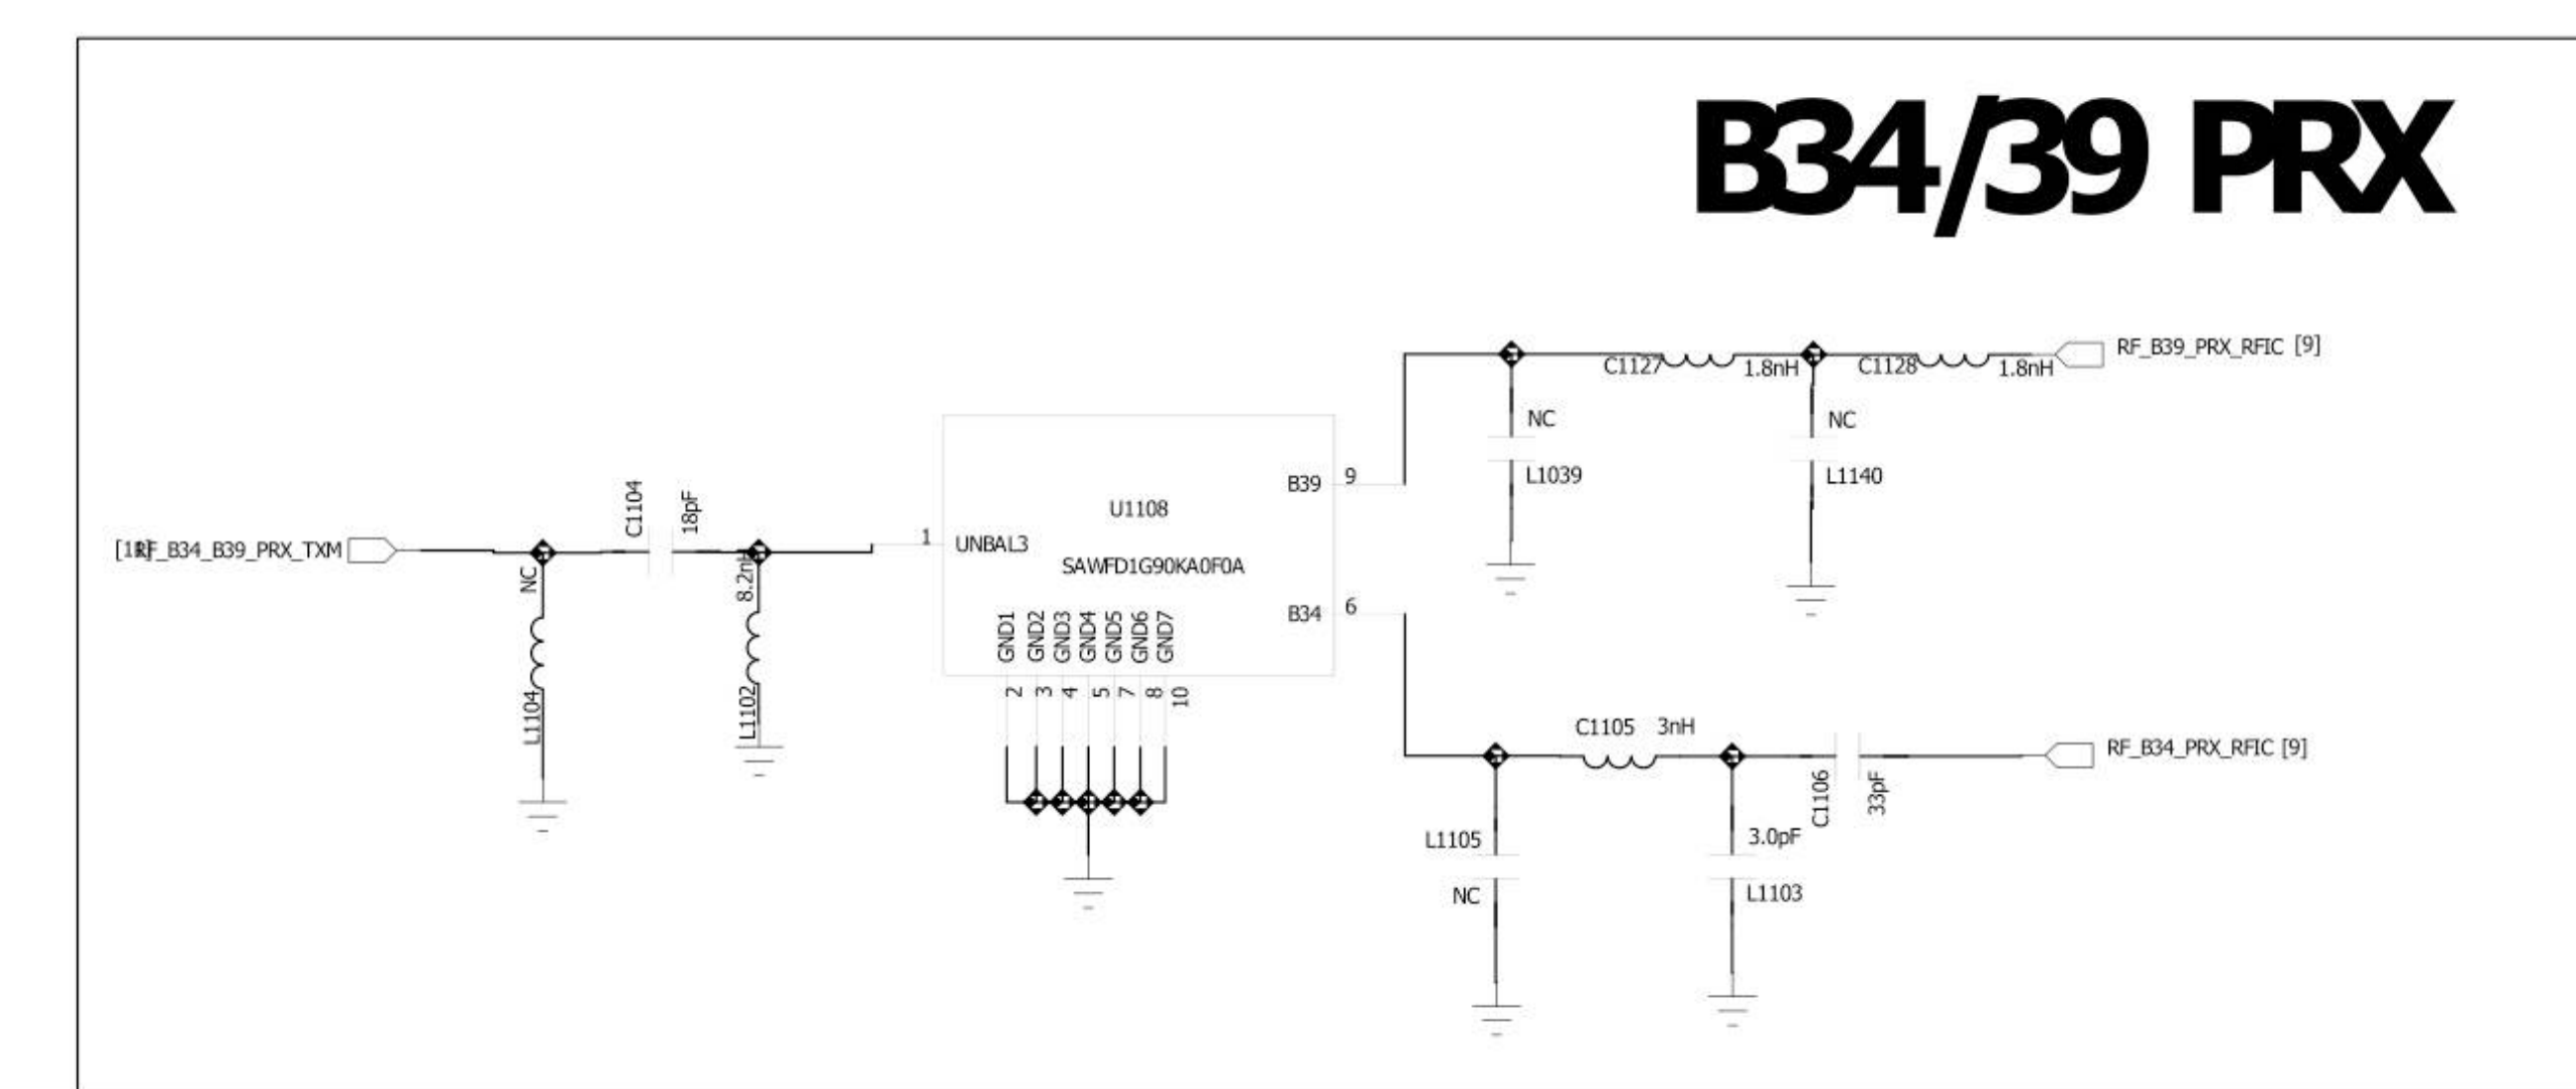 B34/39 PRX
RF_B39_PRX_RFIC [9]
C1127
1.8nH
C1128
1.8nH
NC
NC
L1039
L1140
B39
9
U1108
C1104
18pF
RF_B34_B39_PRX_TXM
1
UNBAL3
SAWFD1G90KA0F0A
NC
B34
6
GND1
GND2
GND3
GND4
GND5
GND6
GND7
2
3
4
5
7
8
10
L1104
L1102
C1105
3nH
RF_B34_PRX_RFIC [9]
C1106
33pF
L1105
3.0pF
NC
L1103